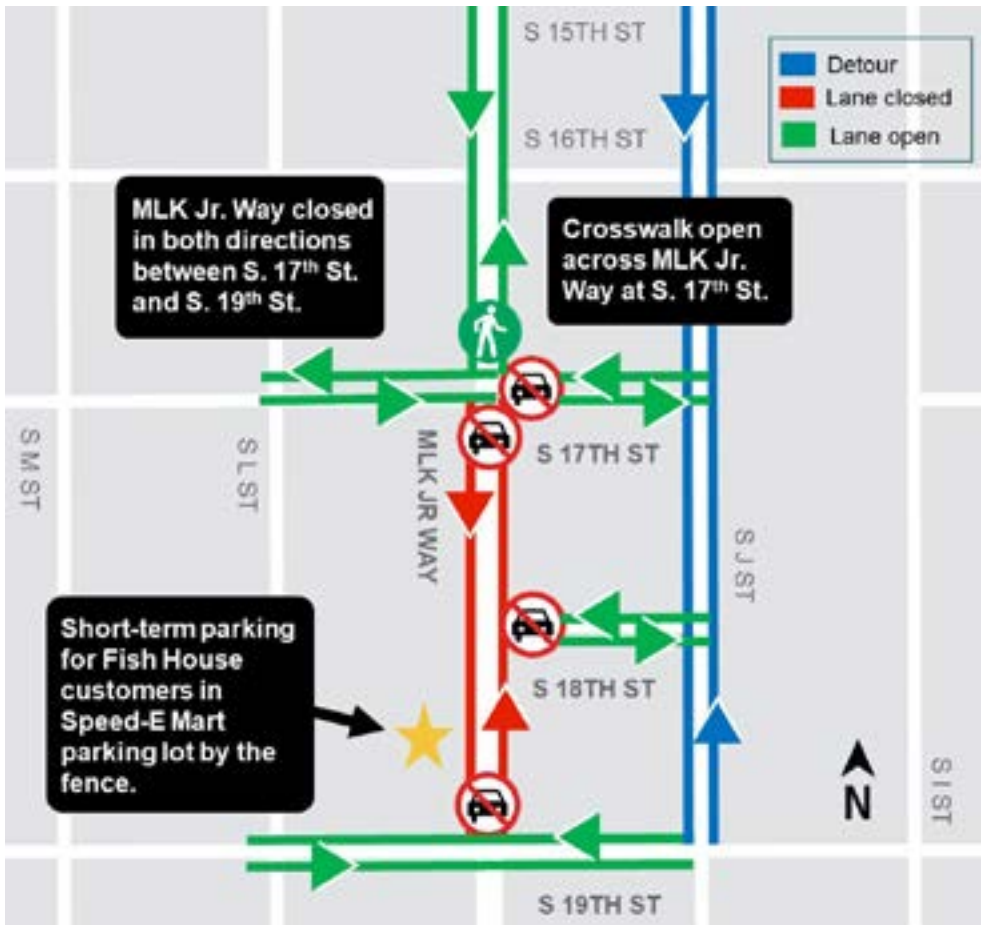 S 15TH ST
Detour
Lane closed
Lane open
S 16TH ST
MLK Jr. Way closed
in both directions
between S. 17th St.
and S. 19th St.
Crosswalk open
across MLK Jr.
Way at S. 17th St.
S M ST
S L ST
MLK JR WAY
S 17TH ST
S J ST
Short-term parking
for Fish House
customers in
Speed-E Mart
parking lot by the
fence.
S 18TH ST
N
S I ST
S 19TH ST